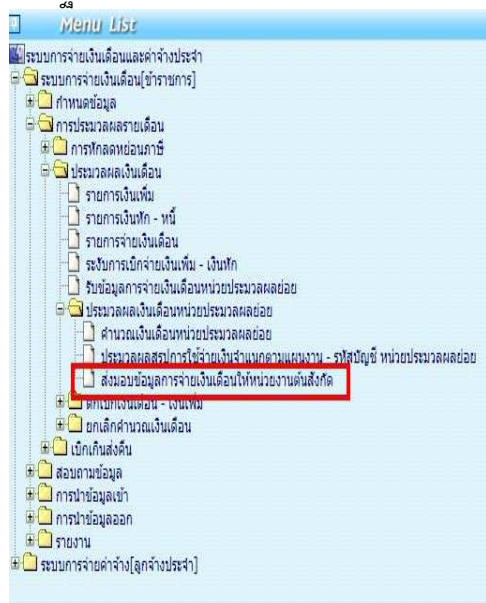 Menu List
ระบบการจ่ายเงินเดือนและค่าจ้างประจำ
ระบบการจ่ายเงินเดือน[ข้าราชการ]
กำหนดข้อมูล
การประมวลผลรายเดือน
การหักลดหย่อนภาษี
ประมวลผลเงินเดือน
รายการเงินเพิ่ม
รายการเงินหัก - หนี้
รายการจ่ายเงินเดือน
ระงับการเบิกจ่ายเงินเพิ่ม - เงินหัก
รับข้อมูลการจ่ายเงินเดือนหน่วยประมวลผลย่อย
ประมวลผลเงินเดือนหน่วยประมวลผลย่อย
คำนวณเงินเดือนหน่วยประมวลผลย่อย
ประมวลผลสรุปการใช้จ่ายเงินจำแนกตามแผนงาน - รหัสบัญชี หน่วยประมวลผลย่อย
ส่งมอบข้อมูลการจ่ายเงินเดือนให้หน่วยงานต้นสังกัด
ตกเบิกเงินเดือน - เงินเพิ่ม
ยกเลิกคำนวณเงินเดือน
เบิกเกินส่งคืน
สอบถามข้อมูล
การนำข้อมูลเข้า
การนำข้อมูลออก
รายงาน
ระบบการจ่ายค่าจ้าง[ลูกจ้างประจำ]